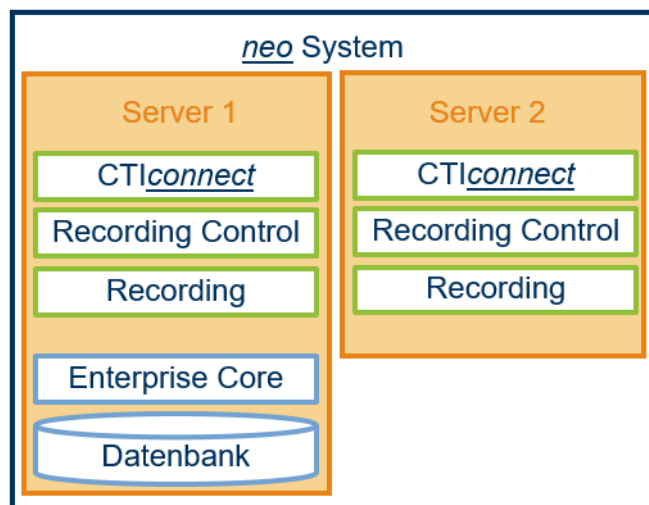 neo System
Server 1
CTIconnect
Recording Control
Recording
Enterprise Core
Datenbank
Server 2
CTIconnect
Recording Control
Recording